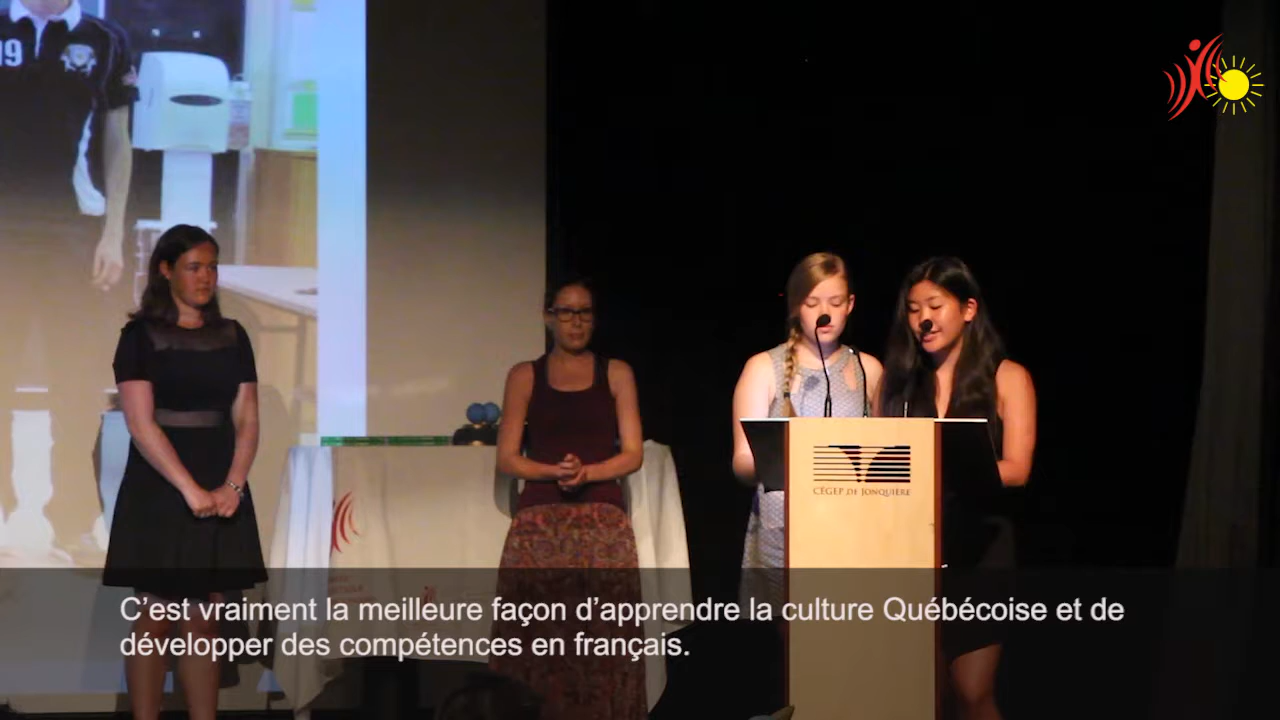 19
CÉGEP DE JONQUIÈRE
C’est vraiment la meilleure façon d’apprendre la culture Québécoise et de
développer des compétences en français.